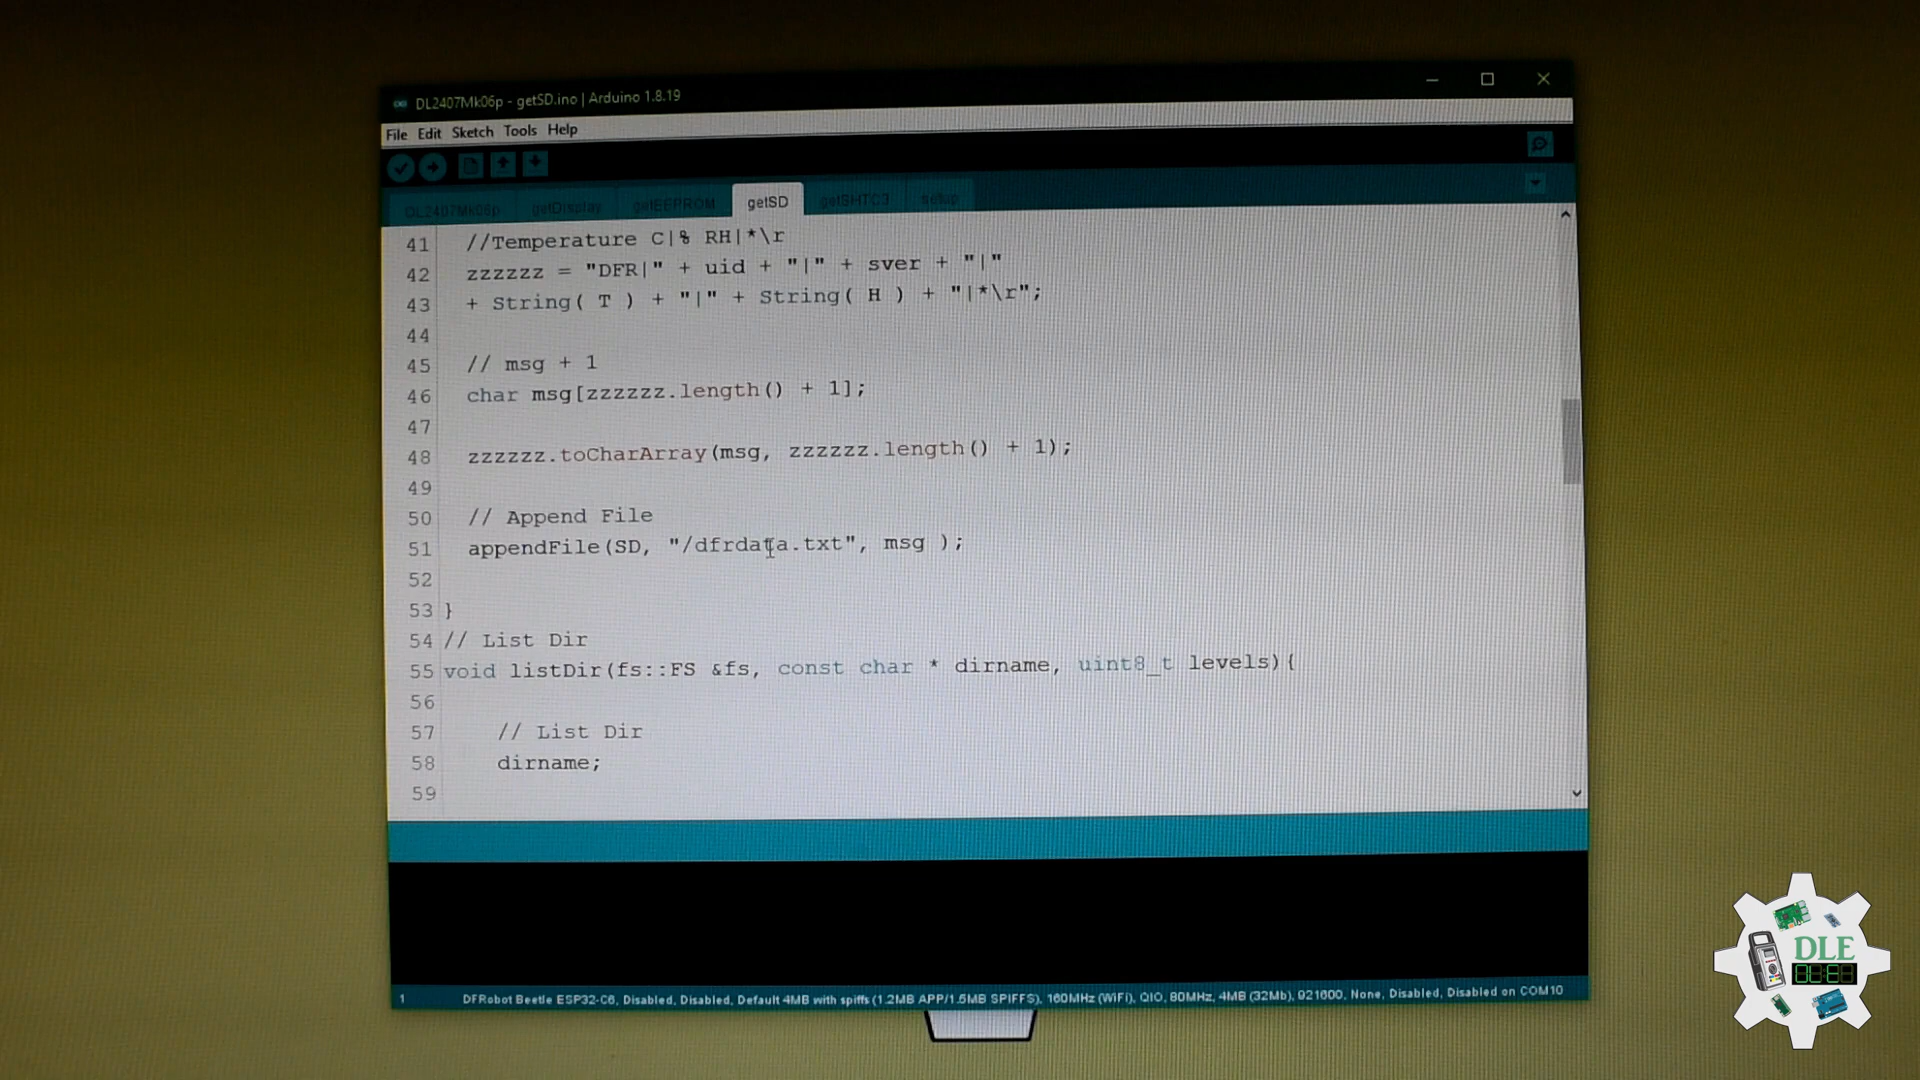 DL2407Mk06p - getSD.ino | Arduino 1.8.19
File Edit Sketch Tools Help
DL2407Mk06p getDisplay getEEPROM getSD getSHTC3 setup
41 //Temperature C|% RH|*\r
42 zzzzzz = "DFR|" + uid + "|" + sver + "|"
43 + String( T ) + "|" + String( H ) + "|*\r";
44
45 // msg + 1
46 char msg[zzzzzz.length() + 1];
47
48 zzzzzz.toCharArray(msg, zzzzzz.length() + 1);
49
50 // Append File
51 appendFile(SD, "/dfrdata.txt", msg );
52
53 }
54 // List Dir
55 void listDir(fs::FS &fs, const char * dirname, uint8_t levels){
56
57 // List Dir
58 dirname;
59
1 DFRobot Beetle ESP32-C6, Disabled, Disabled, Default 4MB with spiffs (1.2MB APP/1.5MB SPIFFS), 160MHz (WiFi), QIO, 80MHz, 4MB (32Mb), 921600, None, Disabled, Disabled on COM10
DLE